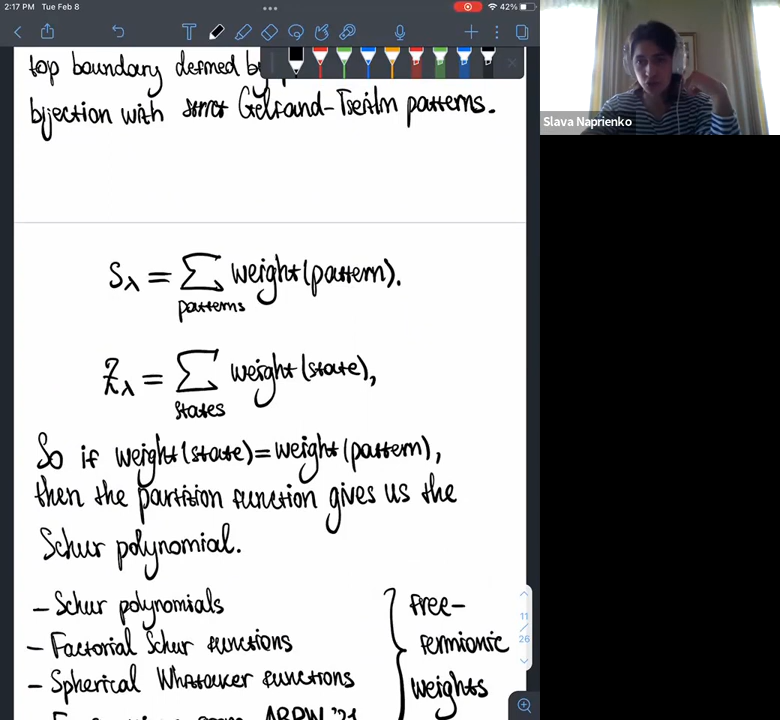 2:17 PM Tue Feb 8
42%
top boundary defined by
bijection with strict Gelfand-Tsetlin patterns.
Sλ = ∑ weight(pattern).
patterns
Zλ = ∑ weight(state),
states
So if weight(state)=weight(pattern),
then the partition function gives us the
Schur polynomial.
- Schur polynomials
- Factorial Schur functions
- Spherical Whittaker functions
ABPW '21
free-
fermionic
weights
11
26
Slava Naprienko